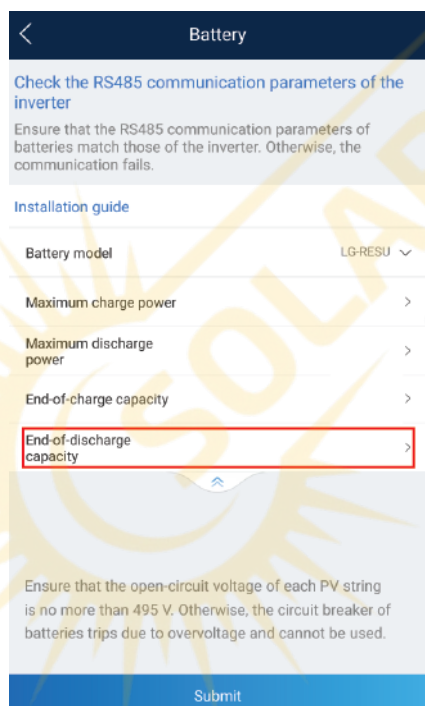 Battery
Check the RS485 communication parameters of the
inverter
Ensure that the RS485 communication parameters of
batteries match those of the inverter. Otherwise, the
communication fails.
Installation guide
Battery model LG-RESU
Maximum charge power
Maximum discharge
power
End-of-charge capacity
End-of-discharge
capacity
Ensure that the open-circuit voltage of each PV string
is no more than 495 V. Otherwise, the circuit breaker of
batteries trips due to overvoltage and cannot be used.
Submit